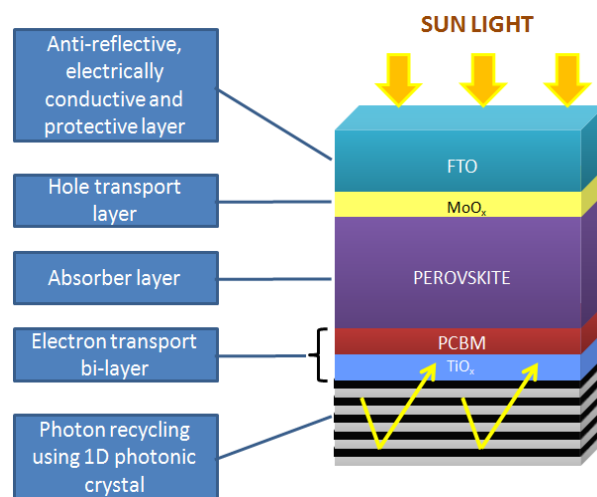 SUN LIGHT
Anti-reflective,
electrically
conductive and
protective layer
FTO
Hole transport
layer
MoOₓ
Absorber layer
PEROVSKITE
Electron transport
bi-layer
PCBM
TiOₓ
Photon recycling
using 1D photonic
crystal